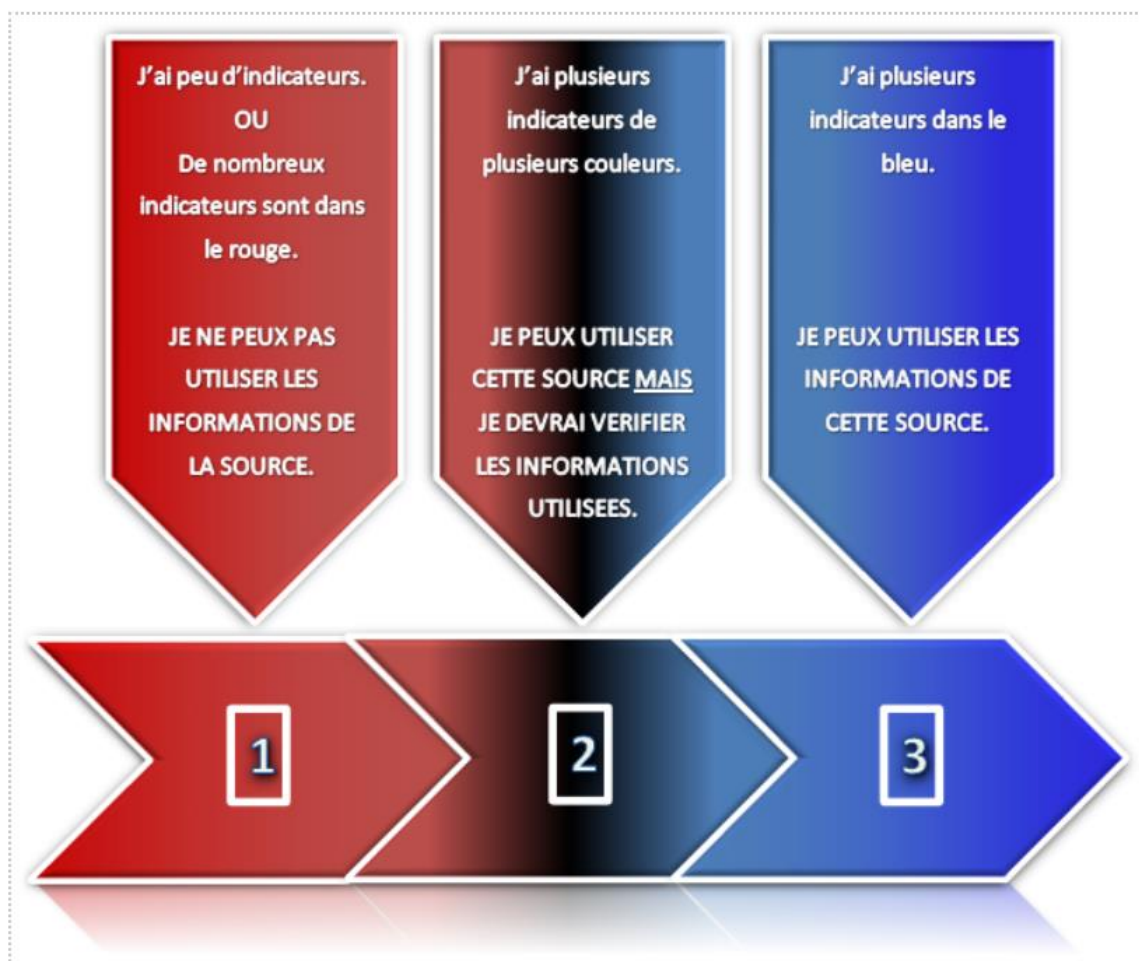 J'ai peu d'indicateurs.
OU
De nombreux
indicateurs sont dans
le rouge.
JE NE PEUX PAS
UTILISER LES
INFORMATIONS DE
LA SOURCE.
J'ai plusieurs
indicateurs de
plusieurs couleurs.
JE PEUX UTILISER
CETTE SOURCE MAIS
JE DEVRAI VERIFIER
LES INFORMATIONS
UTILISEES.
J'ai plusieurs
indicateurs dans le
bleu.
JE PEUX UTILISER LES
INFORMATIONS DE
CETTE SOURCE.
1
2
3